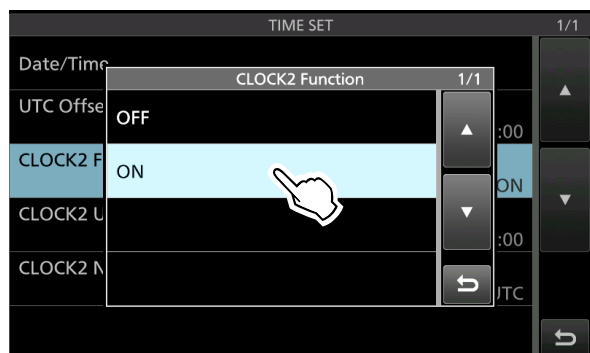 TIME SET 1/1
Date/Time
CLOCK2 Function 1/1
UTC Offse
OFF
:00
CLOCK2 F
ON
ON
CLOCK2 U
:00
CLOCK2 N
UTC